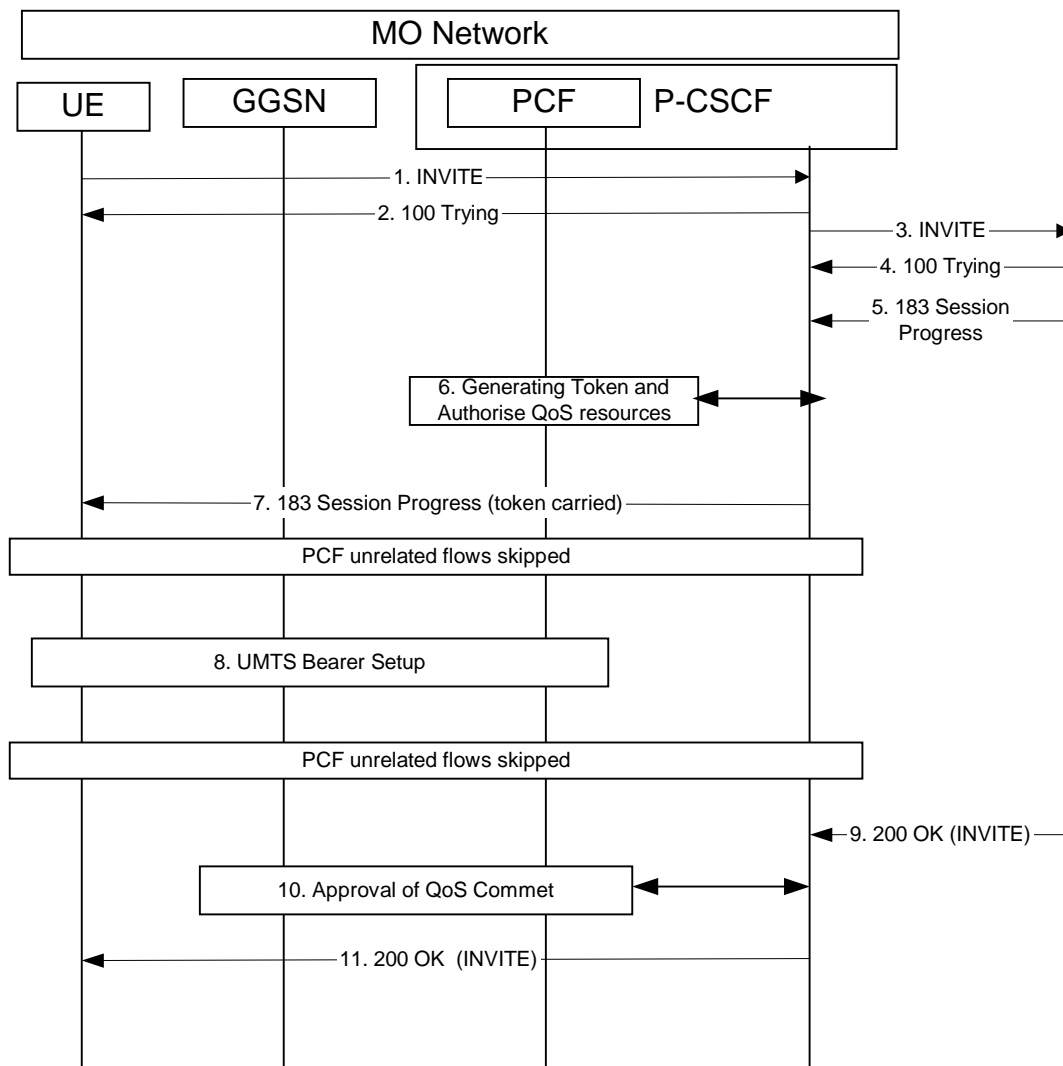 MO Network
UE
GGSN
PCF
P-CSCF
1. INVITE
2. 100 Trying
3. INVITE
4. 100 Trying
5. 183 Session
Progress
6. Generating Token and
Authorise QoS resources
7. 183 Session Progress (token carried)
PCF unrelated flows skipped
8. UMTS Bearer Setup
PCF unrelated flows skipped
9. 200 OK (INVITE)
10. Approval of QoS Commet
11. 200 OK (INVITE)